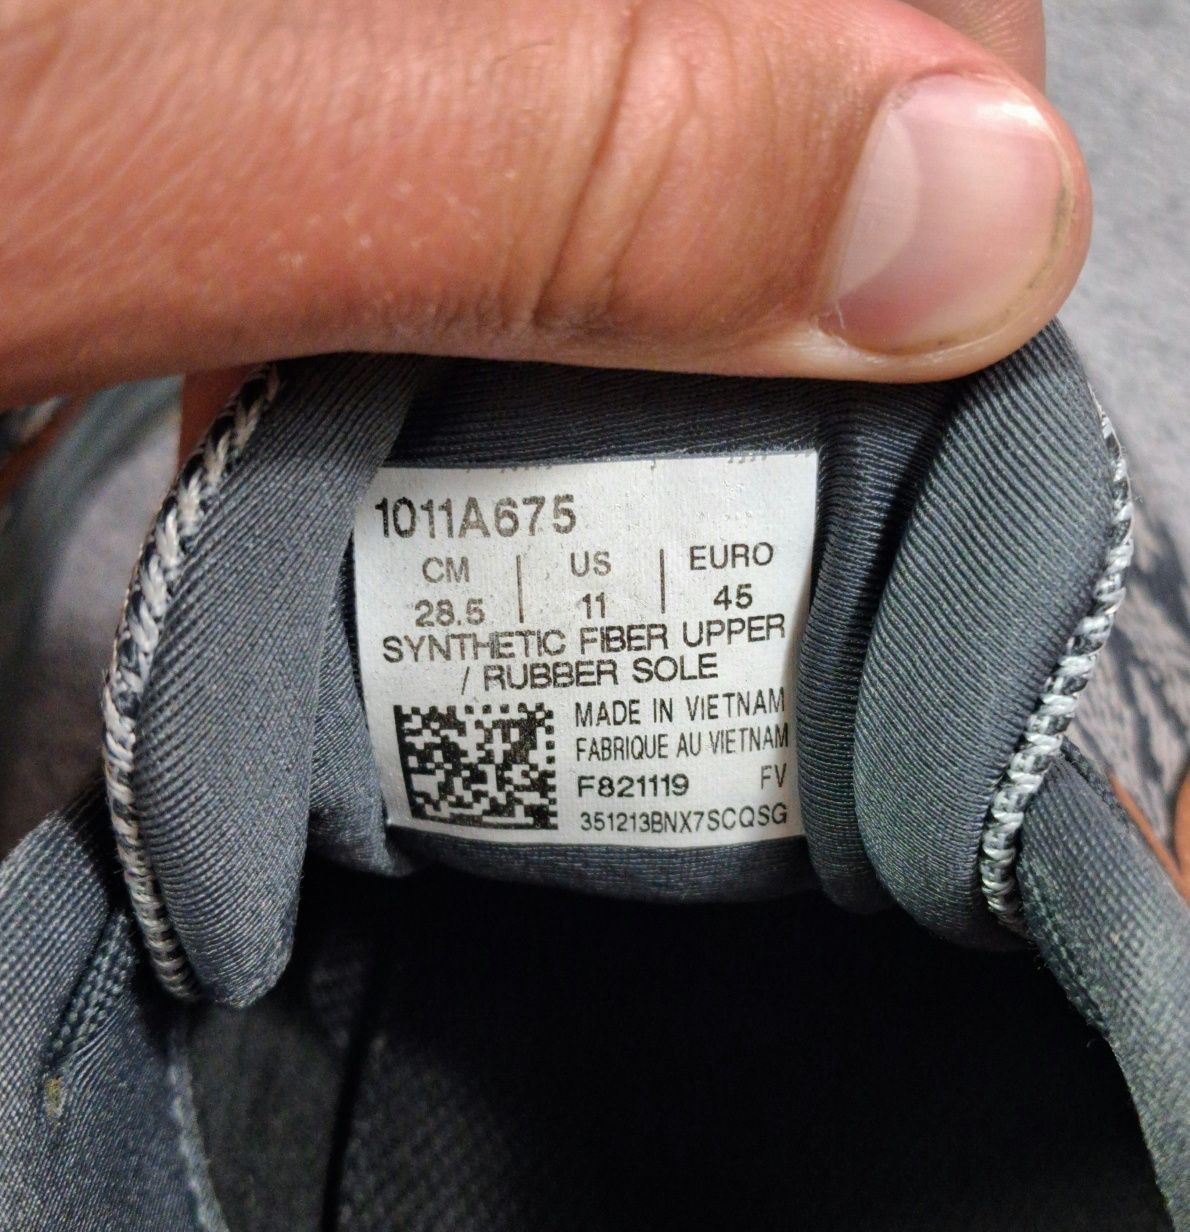 1011A675
CM | US | EURO
28.5 | 11 | 45
SYNTHETIC FIBER UPPER
/ RUBBER SOLE
MADE IN VIETNAM
FABRIQUE AU VIETNAM
F821119 FV
351213BNX7SCQSG